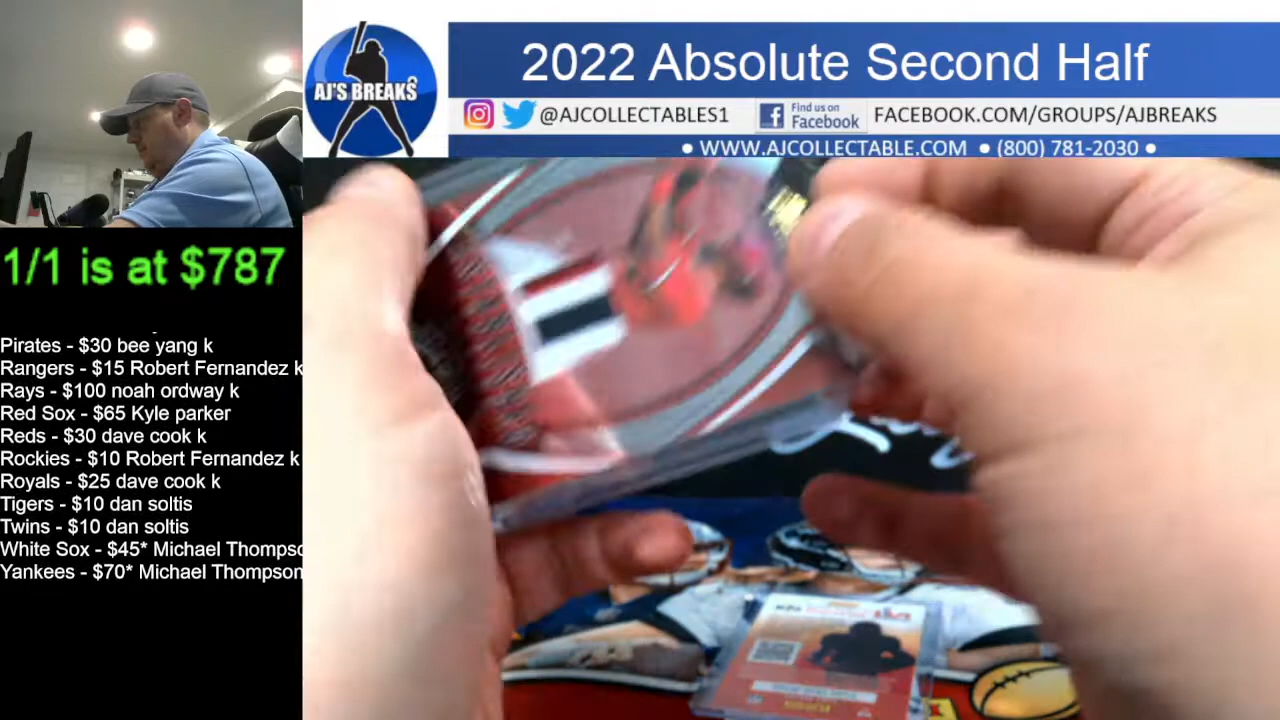 2022 Absolute Second Half
AJ'S BREAKS
@AJCOLLECTABLES1
Find us on
Facebook
FACEBOOK.COM/GROUPS/AJBREAKS
• WWW.AJCOLLECTABLE.COM • (800) 781-2030 •
1/1 is at $787
Pirates - $30 bee yang k
Rangers - $15 Robert Fernandez k
Rays - $100 noah ordway k
Red Sox - $65 Kyle parker
Reds - $30 dave cook k
Rockies - $10 Robert Fernandez k
Royals - $25 dave cook k
Tigers - $10 dan soltis
Twins - $10 dan soltis
White Sox - $45* Michael Thompso
Yankees - $70* Michael Thompson